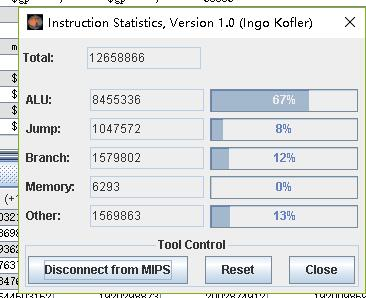 Instruction Statistics, Version 1.0 (Ingo Kofler)
Total: 12658866
ALU: 8455336 67%
Jump: 1047572 8%
Branch: 1579802 12%
Memory: 6293 0%
Other: 1569863 13%
Tool Control
Disconnect from MIPS Reset Close